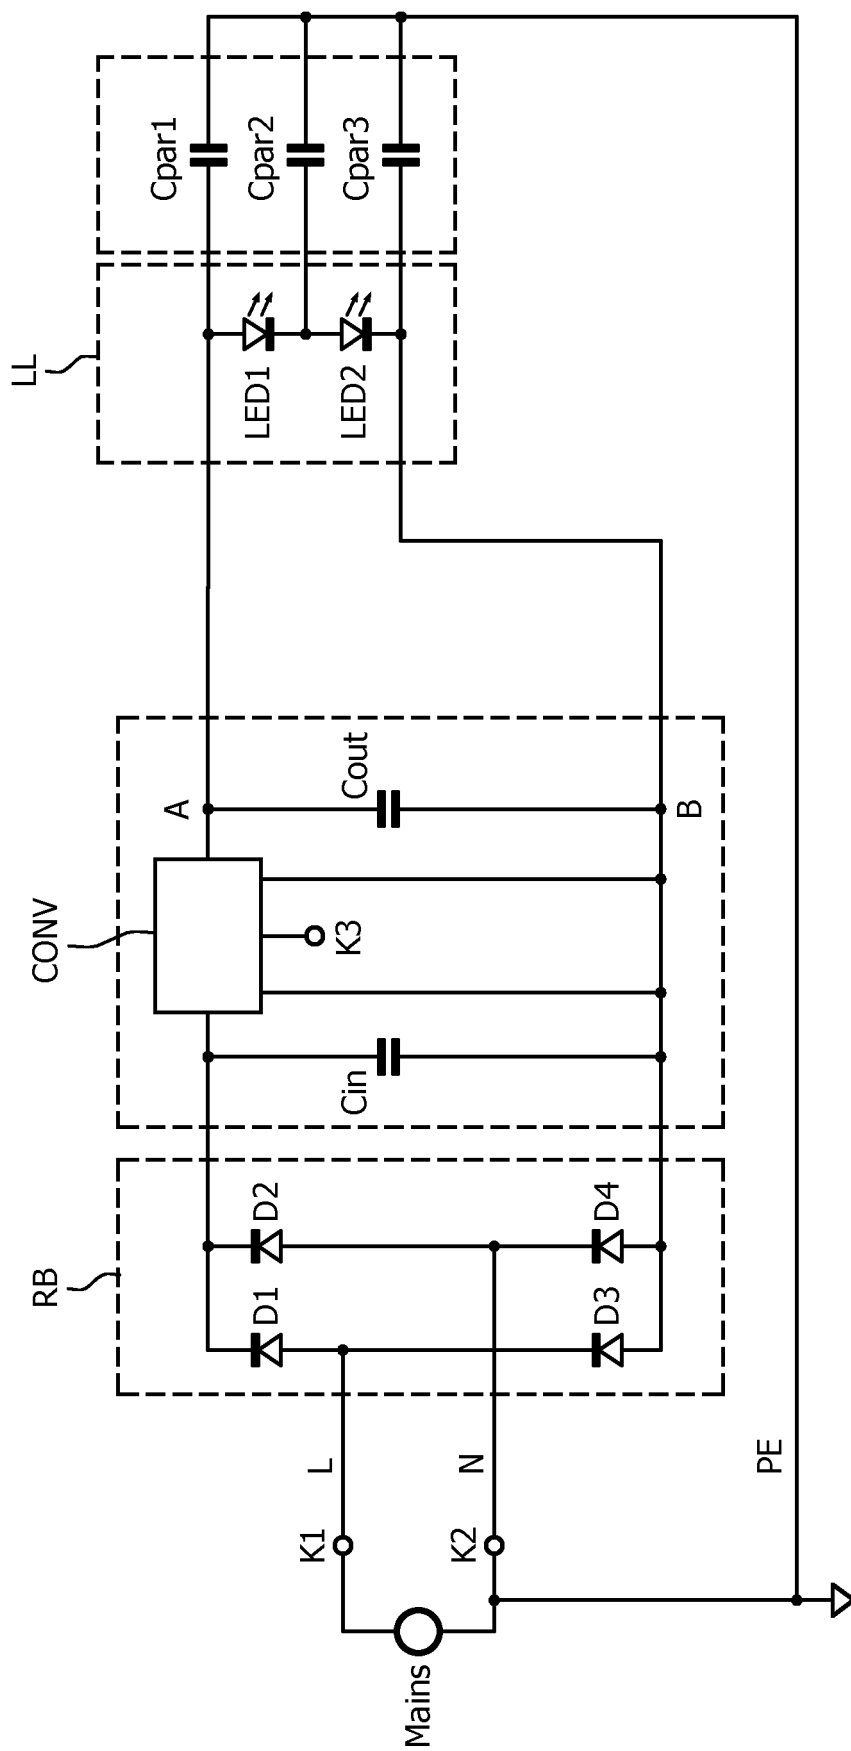 Mains
K1
L
K2
N
PE
RB
D1
D2
D3
D4
CONV
Cin
K3
A
Cout
B
LL
LED1
LED2
Cpar1
Cpar2
Cpar3